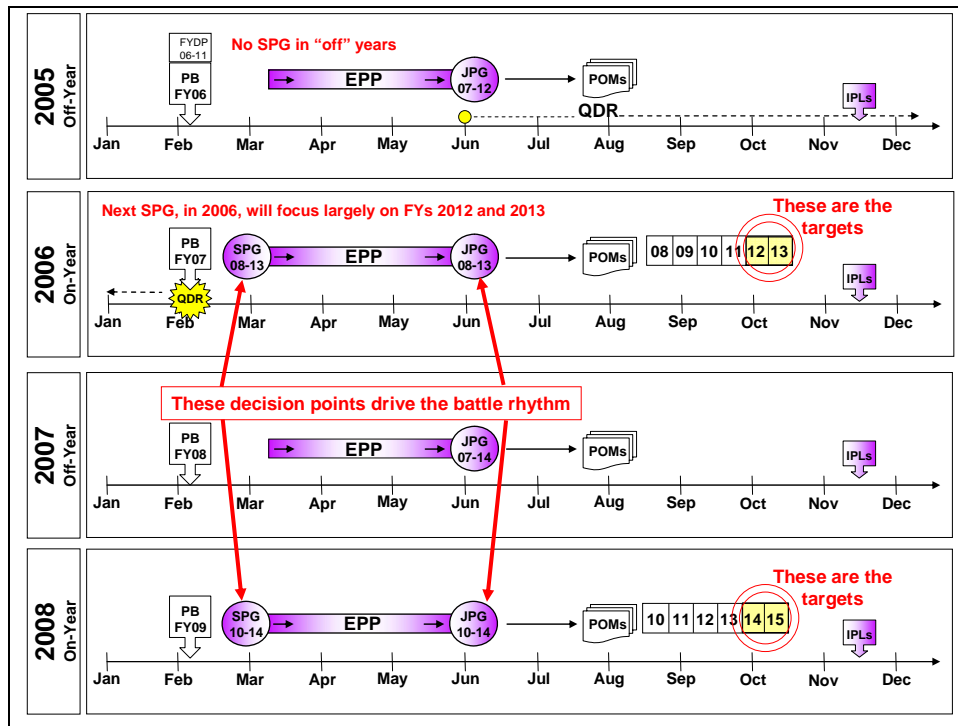 2005
Off-Year
FYDP
06-11
PB
FY06
No SPG in “off” years
EPP
JPG
07-12
POMs
QDR
IPLs
Jan Feb Mar Apr May Jun Jul Aug Sep Oct Nov Dec
2006
On-Year
Next SPG, in 2006, will focus largely on FYs 2012 and 2013
These are the
targets
PB
FY07
SPG
08-13
EPP
JPG
08-13
POMs
08 09 10 11 12 13
QDR
IPLs
Jan Feb Mar Apr May Jun Jul Aug Sep Oct Nov Dec
These decision points drive the battle rhythm
2007
Off-Year
PB
FY08
EPP
JPG
07-14
POMs
IPLs
Jan Feb Mar Apr May Jun Jul Aug Sep Oct Nov Dec
2008
On-Year
These are the
targets
PB
FY09
SPG
10-14
EPP
JPG
10-14
POMs
10 11 12 13 14 15
IPLs
Jan Feb Mar Apr May Jun Jul Aug Sep Oct Nov Dec